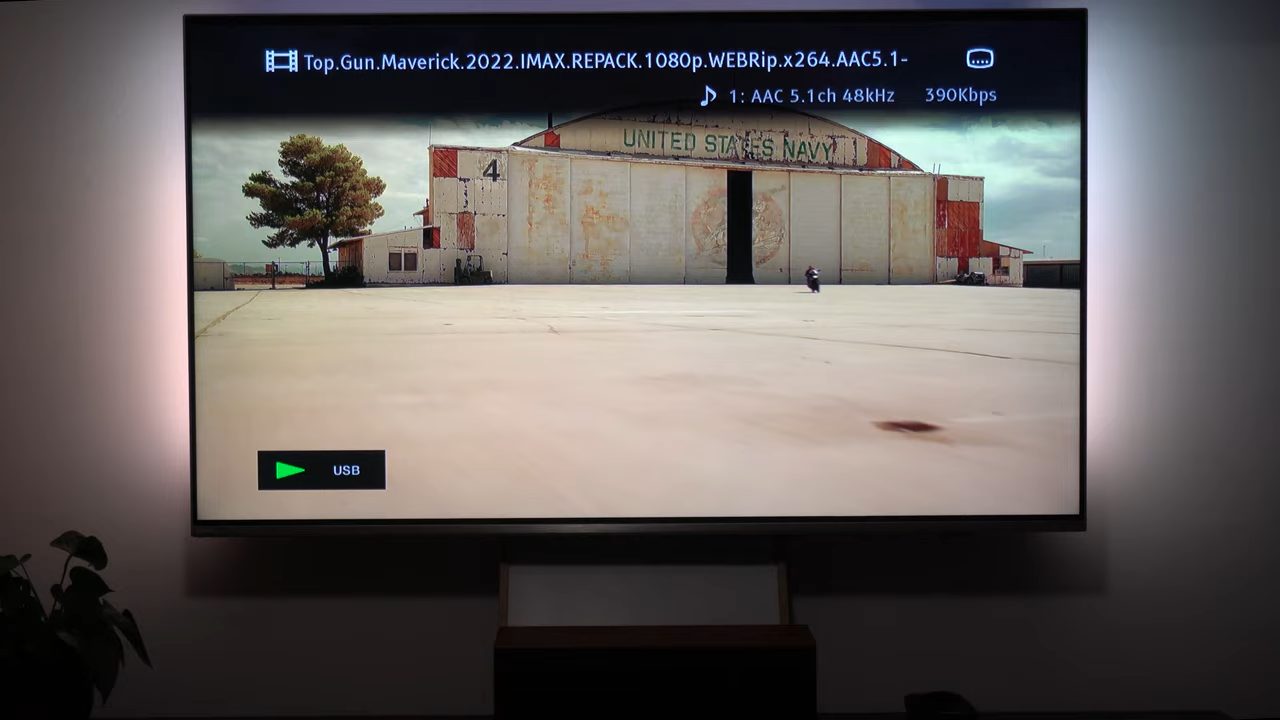 Top.Gun.Maverick.2022.IMAX.REPACK.1080p.WEBRip.x264.AAC5.1-
1: AAC 5.1ch 48kHz 390Kbps
UNITED STATES NAVY
4
USB